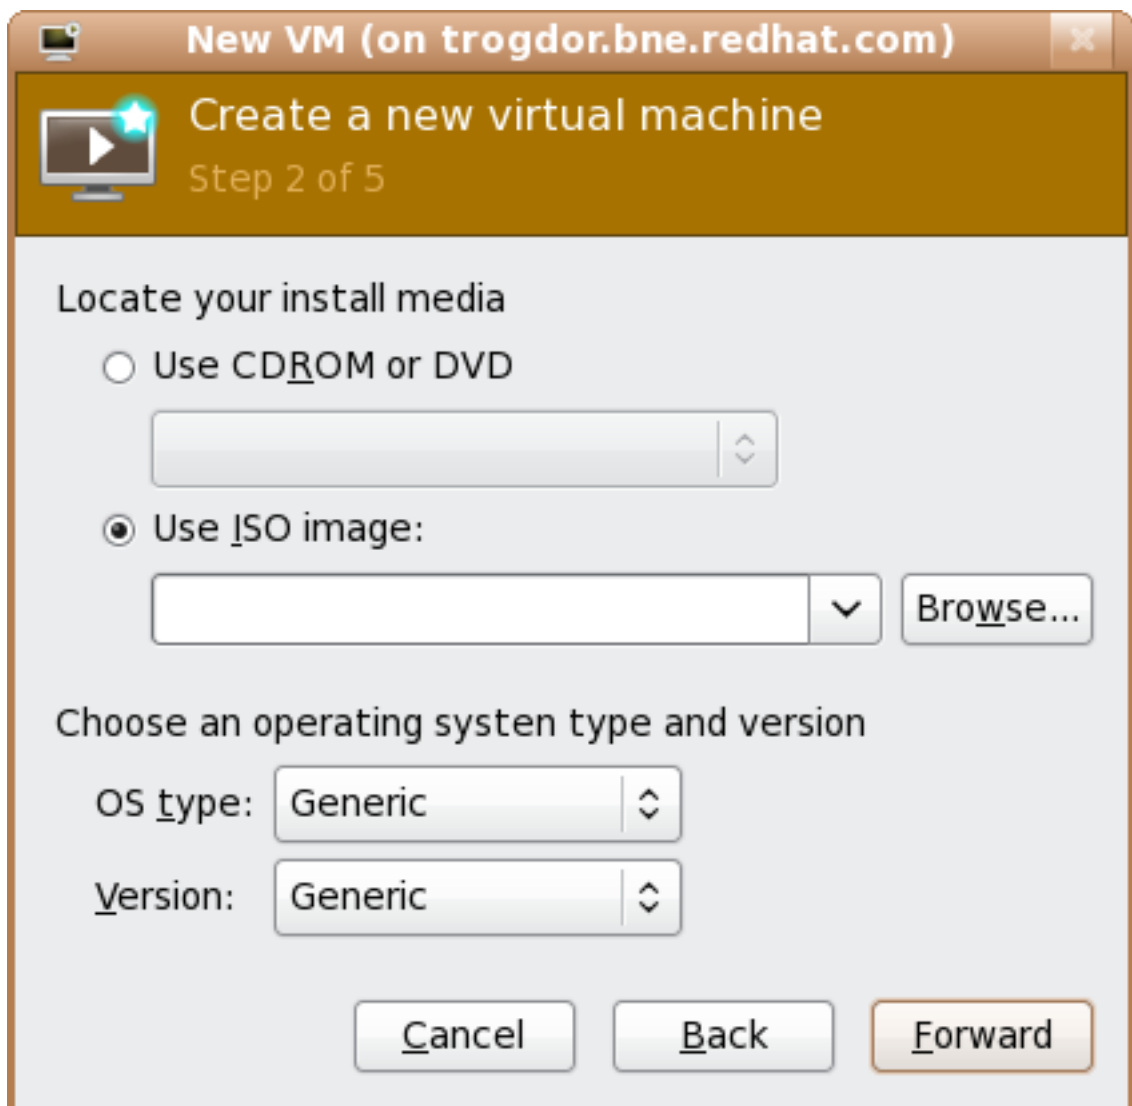 New VM (on trogdor.bne.redhat.com)
Create a new virtual machine
Step 2 of 5
Locate your install media
Use CDROM or DVD
Use ISO image:
Browse...
Choose an operating systen type and version
OS type: Generic
Version: Generic
Cancel Back Forward